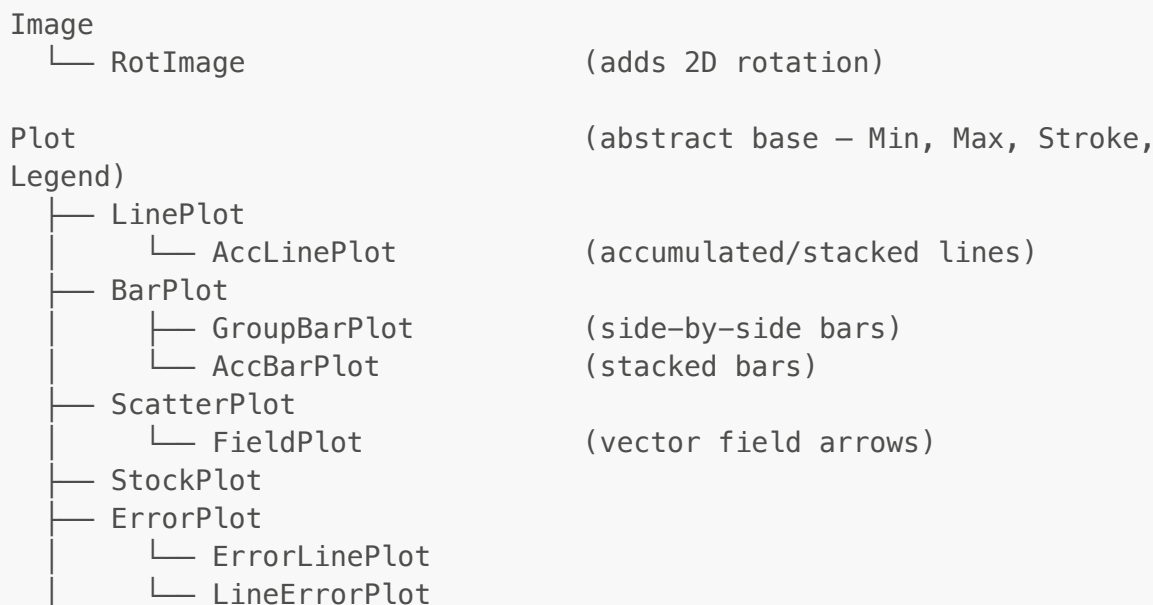 Image
  └── RotImage                 (adds 2D rotation)

Plot                           (abstract base – Min, Max, Stroke,
Legend)
  ├── LinePlot
  │     └── AccLinePlot        (accumulated/stacked lines)
  ├── BarPlot
  │     ├── GroupBarPlot       (side-by-side bars)
  │     └── AccBarPlot         (stacked bars)
  ├── ScatterPlot
  │     └── FieldPlot          (vector field arrows)
  ├── StockPlot
  ├── ErrorPlot
  │     └── ErrorLinePlot
  │     └── LineErrorPlot